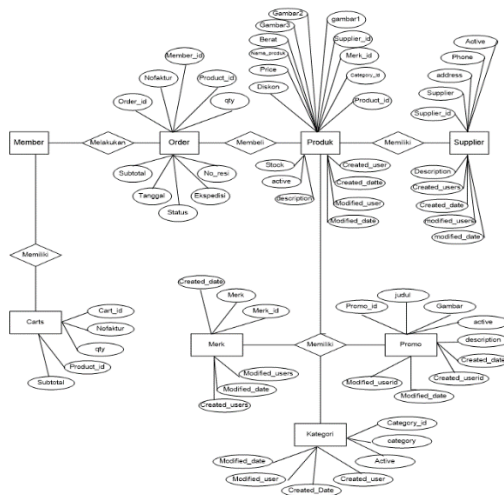 Gambar2
gambar1
Gambar3
Active
Member_id
Berat
Supplier_id
Phone
Nofaktur
Product_id
Nama_produk
Merk_id
address
Order_id
qty
Price
Category_id
Supplier
Diskon
Product_id
Supplier_id
Member
Melakukan
Order
Membeli
Produk
Memiliki
Supplier
Subtotal
No_resi
Stock
Created_user
Description
Tanggal
Ekspedisi
active
Created_datte
Created_users
Status
description
Modified_user
Created_date
Modified_date
modified_users
modified_date
Memiliki
Created_date
judul
Cart_id
Merk
Promo_id
Gambar
Carts
Nofaktur
Merk_id
active
qty
Merk
Memiliki
Promo
description
Product_id
Created_date
Subtotal
Modified_users
Modified_userid
Created_userid
Modified_date
Modified_date
Created_users
Category_id
Kategori
category
Modified_date
Active
Modified_user
Created_user
Created_Date